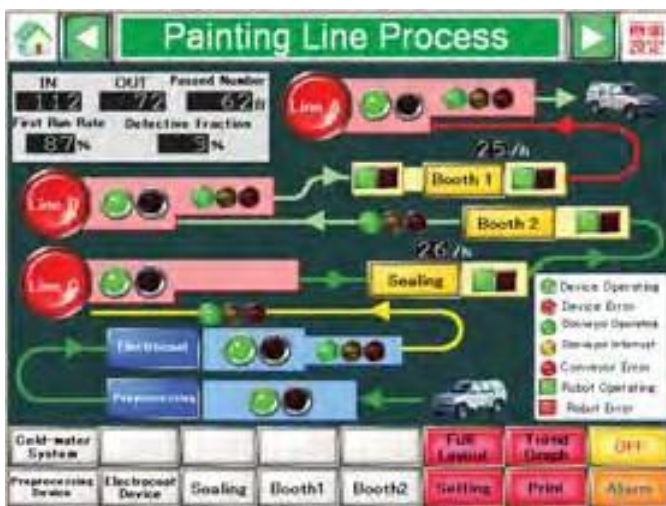 Painting Line Process
IN OUT Passed Number
112 72 62
First Run Rate Defective Fraction
87% 3%
Line
25/h
Booth 1
Line D
Booth 2
26/h
Sealing
Line C
Electrocoat
Preprocessing
Device Operating
Device Error
Conveyor Operating
Conveyor Interrupt
Conveyor Error
Robot Operating
Robot Error
Cold-water System
Full Layout
Trend Graph
OFF
Preprocessing Device
Electrocoat Device
Sealing
Booth1
Booth2
Setting
Print
Alarm